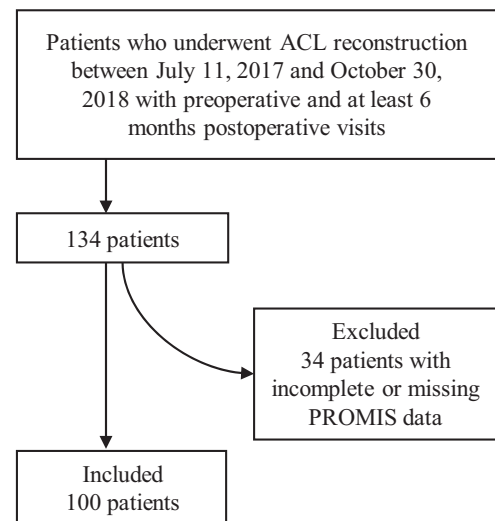 Patients who underwent ACL reconstruction
between July 11, 2017 and October 30,
2018 with preoperative and at least 6
months postoperative visits
134 patients
Excluded
34 patients with
incomplete or missing
PROMIS data
Included
100 patients